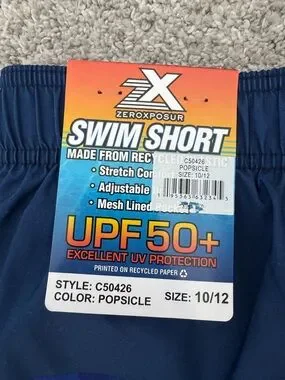 ZX
ZEROXPOSUR
SWIM SHORT
MADE FROM RECYCLED
• Stretch
• Adjustable
• Mesh Lined Pockets
C50426
POPSICLE
SIZE: 10/12
UPF 50+
EXCELLENT UV PROTECTION
PRINTED ON RECYCLED PAPER
STYLE: C50426
COLOR: POPSICLE SIZE: 10/12